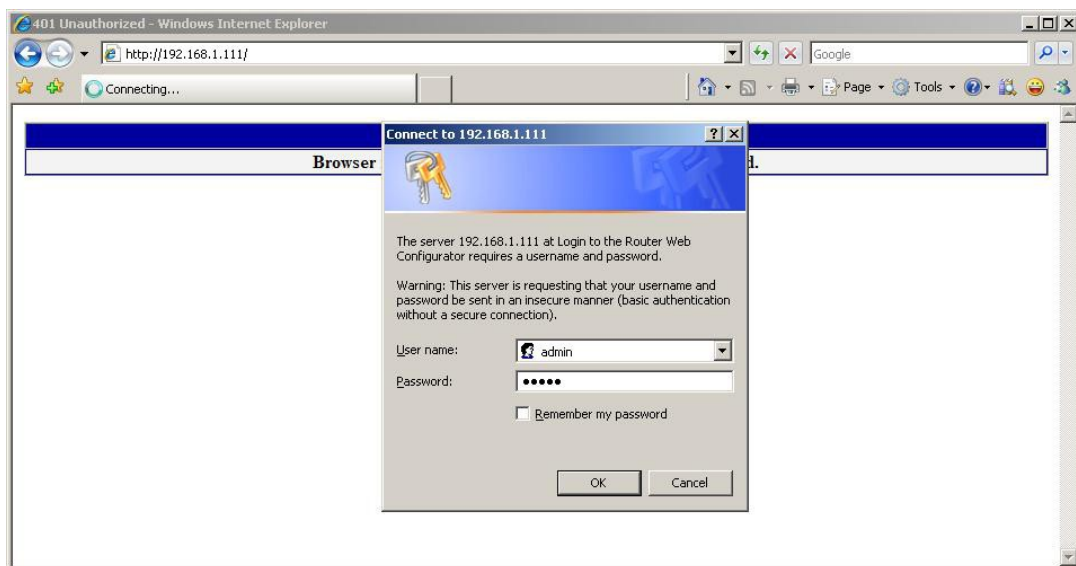 401 Unauthorized - Windows Internet Explorer
http://192.168.1.111/
Google
Connecting...
Page
Tools
Connect to 192.168.1.111
Browser
d.
The server 192.168.1.111 at Login to the Router Web
Configurator requires a username and password.
Warning: This server is requesting that your username and
password be sent in an insecure manner (basic authentication
without a secure connection).
User name:
admin
Password:
•••••
Remember my password
OK
Cancel